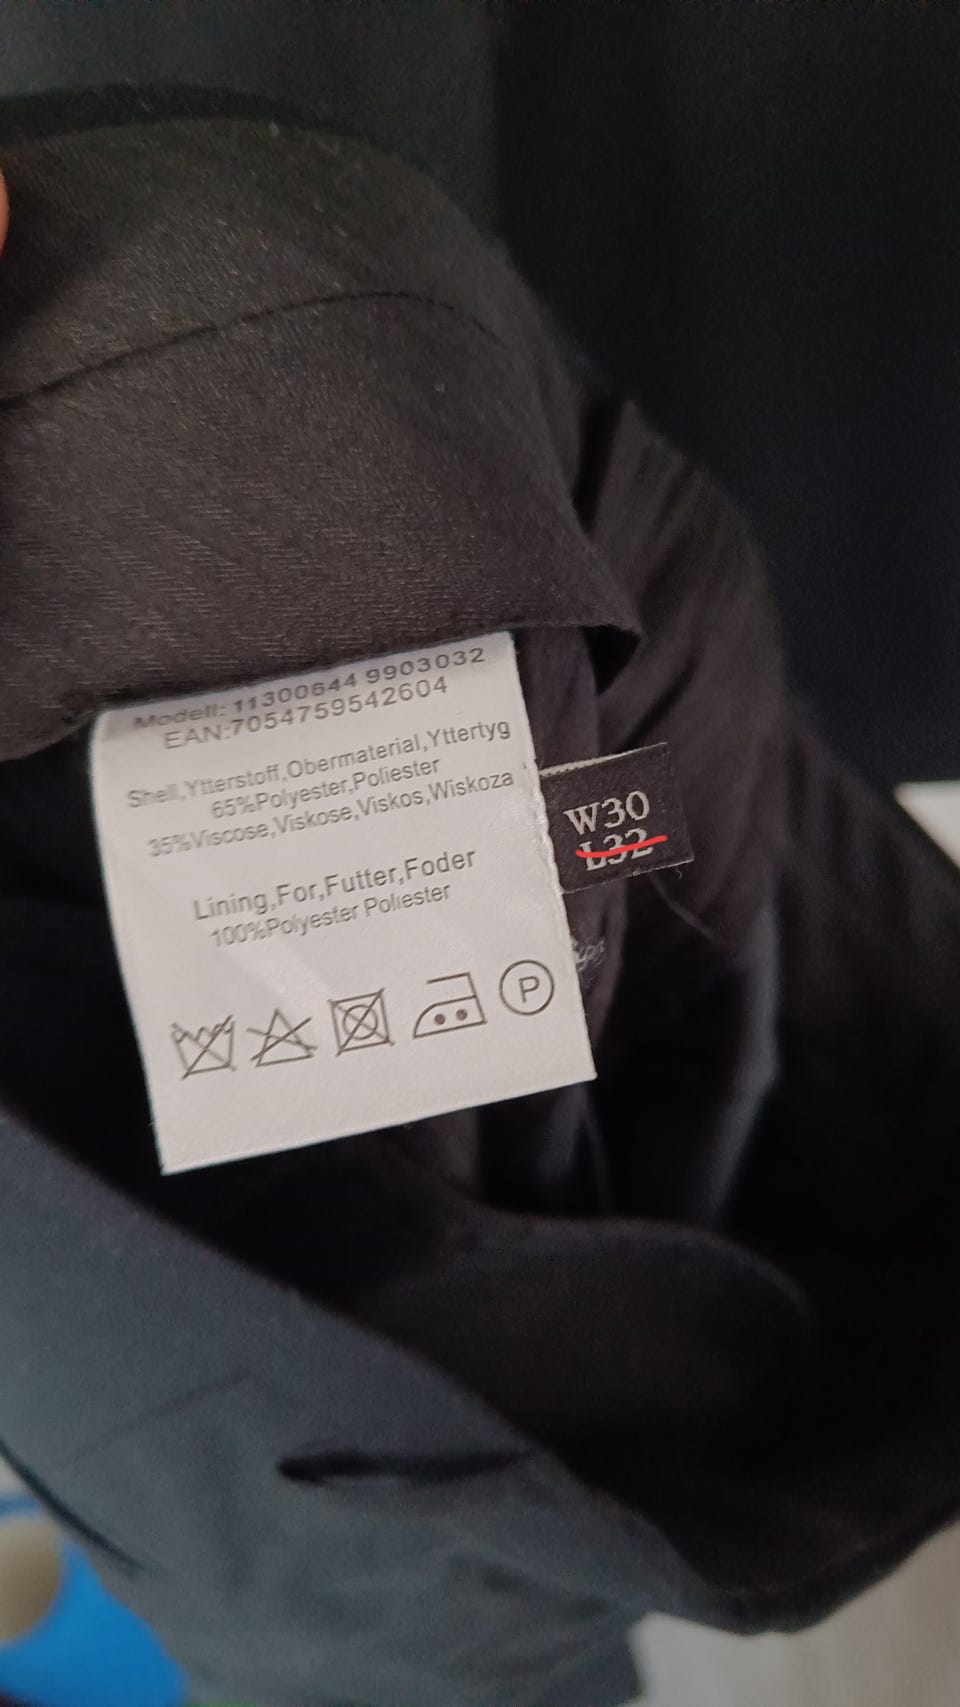 Modell: 11300644 9903032
EAN:7054759542604
Shell,Ytterstoff,Obermaterial,Yttertyg
65%Polyester,Poliester
35%Viscose,Viskose,Viskos,Wiskoza
Lining,For,Futter,Foder
100%Polyester Poliester
P
W30
L32